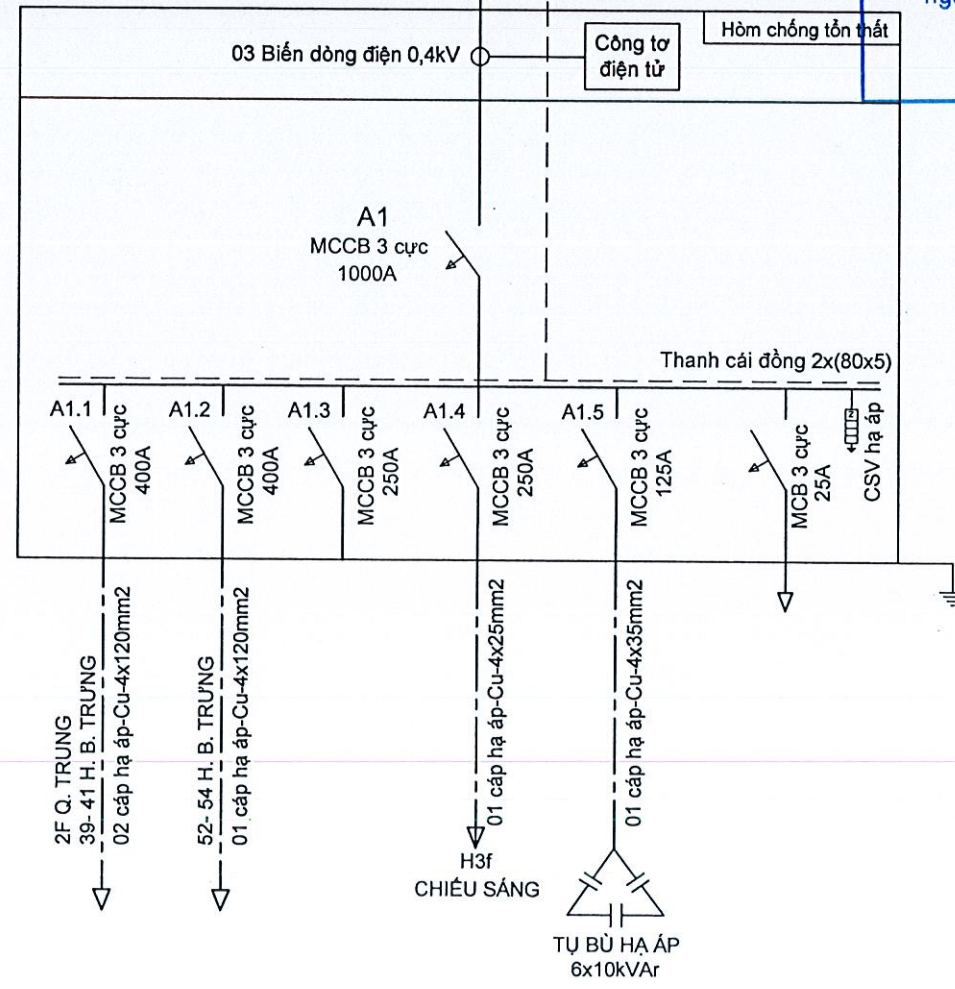 Hòm chống tổn thất
03 Biến dòng điện 0,4kV
Công tơ
điện tử
A1
MCCB 3 cực
1000A
Thanh cái đồng 2x(80x5)
A1.1
MCCB 3 cực
400A
A1.2
MCCB 3 cực
400A
A1.3
MCCB 3 cực
250A
A1.4
MCCB 3 cực
250A
A1.5
MCCB 3 cực
125A
MCB 3 cực
25A
CSV hạ áp
2F Q. TRUNG
39- 41 H. B. TRƯNG
02 cáp hạ áp-Cu-4x120mm2
52- 54 H. B. TRƯNG
01 cáp hạ áp-Cu-4x120mm2
01 cáp hạ áp-Cu-4x25mm2
H3f
CHIẾU SÁNG
01 cáp hạ áp-Cu-4x35mm2
TỤ BÙ HẠ ÁP
6x10kVAr